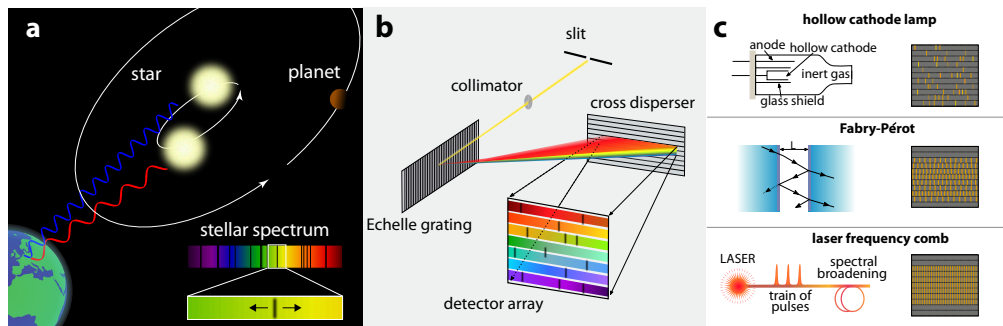 a
star
planet
stellar spectrum
b
slit
collimator
cross disperser
Echelle grating
detector array
c
hollow cathode lamp
anode
hollow cathode
inert gas
glass shield
Fabry-Pérot
L
laser frequency comb
LASER
spectral
broadening
train of
pulses